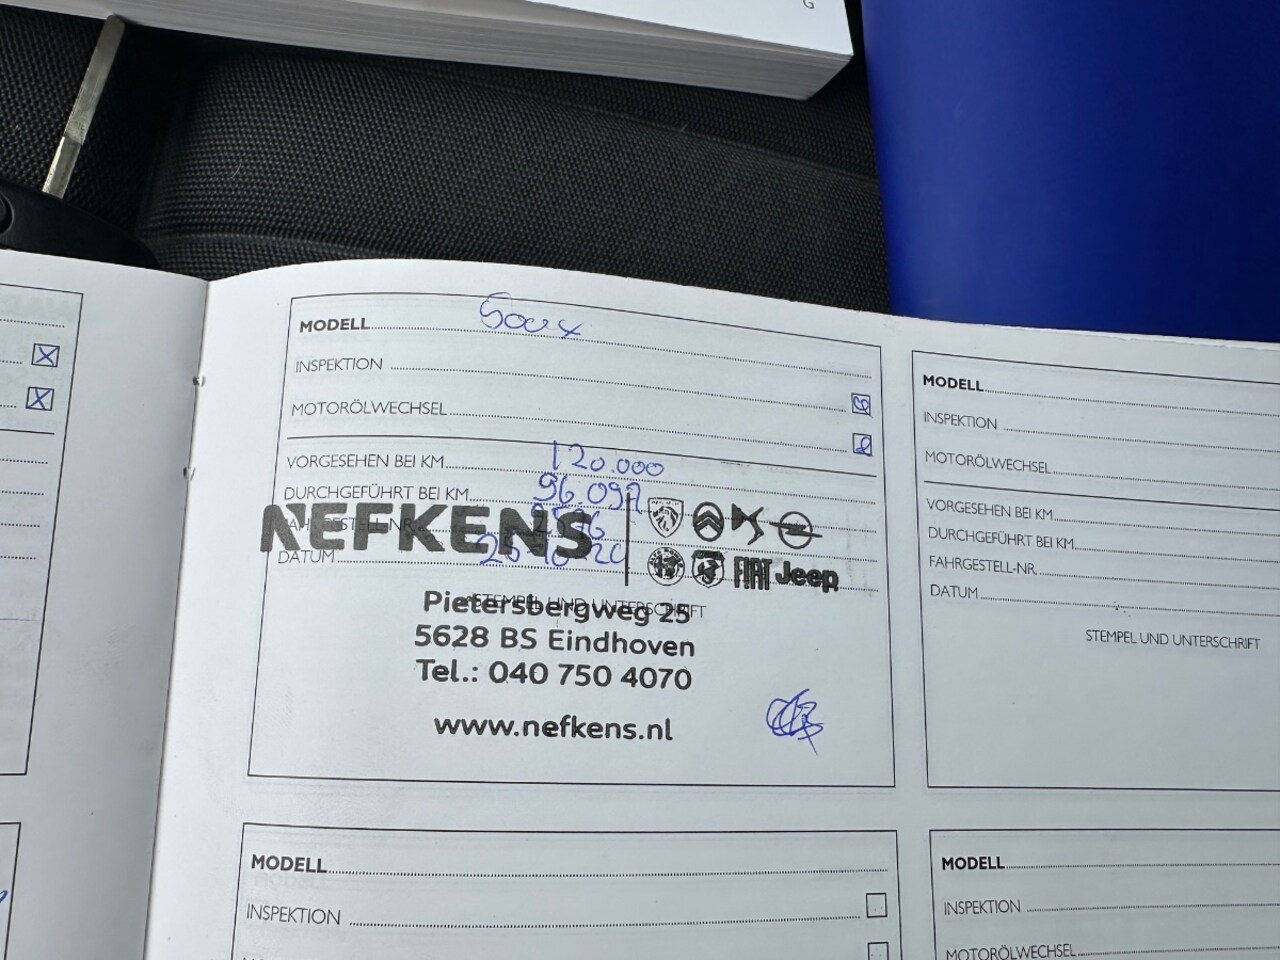 G
MODELL 500x
INSPEKTION
MOTORÖLWECHSEL
VORGESEHEN BEI KM. 120.000
DURCHGEFÜHRT BEI KM. 96.097
FAHRGESTELL-NR.
DATUM
NEFKENS
FIAT Jeep
STEMPEL UND UNTERSCHRIFT
Pietersbergweg 25
5628 BS Eindhoven
Tel.: 040 750 4070
www.nefkens.nl
MODELL
INSPEKTION
MOTORÖLWECHSEL
VORGESEHEN BEI KM.
DURCHGEFÜHRT BEI KM.
FAHRGESTELL-NR.
DATUM
STEMPEL UND UNTERSCHRIFT
MODELL
INSPEKTION
MODELL
INSPEKTION
MOTORÖLWECHSEL